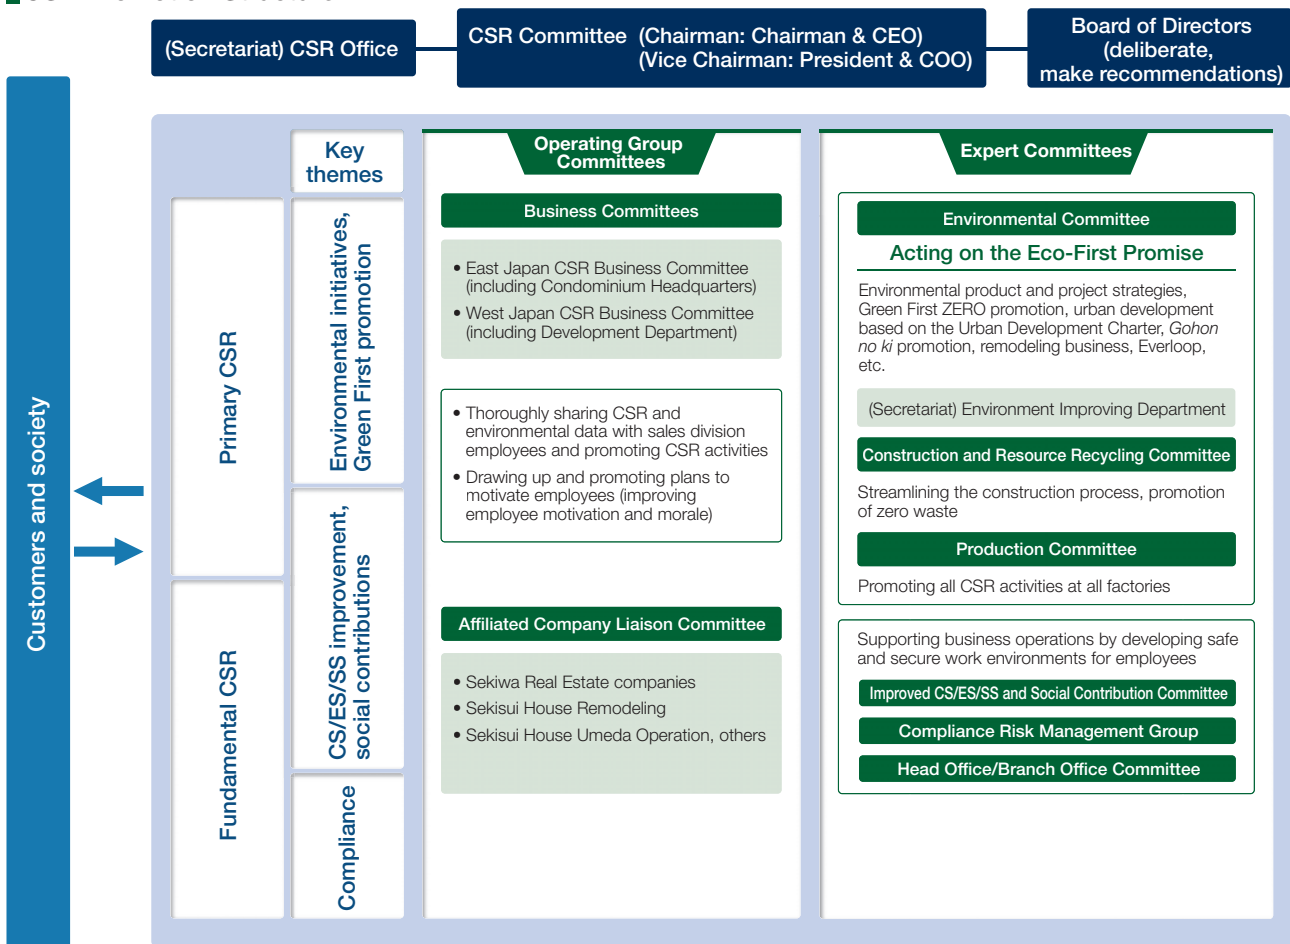 (Secretariat) CSR Office
CSR Committee (Chairman: Chairman & CEO)
(Vice Chairman: President & COO)
Board of Directors
(deliberate,
make recommendations)
Customers and society
Primary CSR
Fundamental CSR
Key
themes
Environmental initiatives,
Green First promotion
CS/ES/SS improvement,
social contributions
Compliance
Operating Group
Committees
Business Committees
• East Japan CSR Business Committee
(including Condominium Headquarters)
• West Japan CSR Business Committee
(including Development Department)
• Thoroughly sharing CSR and
environmental data with sales division
employees and promoting CSR activities
• Drawing up and promoting plans to
motivate employees (improving
employee motivation and morale)
Affiliated Company Liaison Committee
• Sekiwa Real Estate companies
• Sekisui House Remodeling
• Sekisui House Umeda Operation, others
Expert Committees
Environmental Committee
Acting on the Eco-First Promise
Environmental product and project strategies,
Green First ZERO promotion, urban development
based on the Urban Development Charter, Gohon
no ki promotion, remodeling business, Everloop,
etc.
(Secretariat) Environment Improving Department
Construction and Resource Recycling Committee
Streamlining the construction process, promotion
of zero waste
Production Committee
Promoting all CSR activities at all factories
Supporting business operations by developing safe
and secure work environments for employees
Improved CS/ES/SS and Social Contribution Committee
Compliance Risk Management Group
Head Office/Branch Office Committee